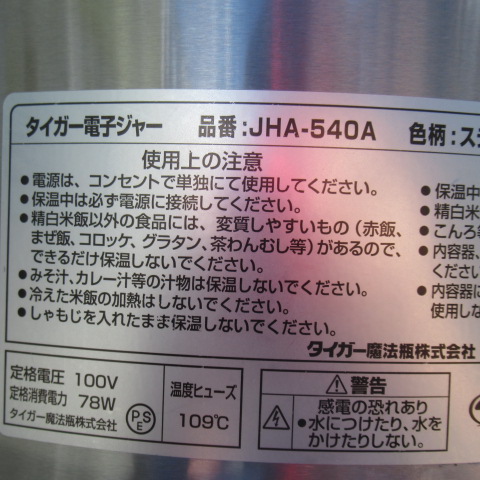 タイガー電子ジャー 品番:JHA-540A 色柄:ステ
使用上の注意
●電源は、コンセントで単独にて使用してください。
●保温中は必ず電源に接続してください。
●精白米飯以外の食品には、変質しやすいもの（赤飯、
まぜ飯、コロッケ、グラタン、茶わんむし等）があるので、
できるだけ保温しないでください。
●みそ汁、カレー汁等の汁物は保温しないでください。
●冷えた米飯の加熱はしないでください。
●しゃもじを入れたまま保温しないでください。
●保温中
●精白米
●こんろ等
●内容器、
ください
●内容器に
使用しな
タイガー魔法瓶株式会社
定格電圧 100V
定格消費電力 78W
タイガー魔法瓶株式会社
PSE
温度ヒューズ
109℃
警告
感電の恐れあり
●水につけたり、水を
かけたりしない。